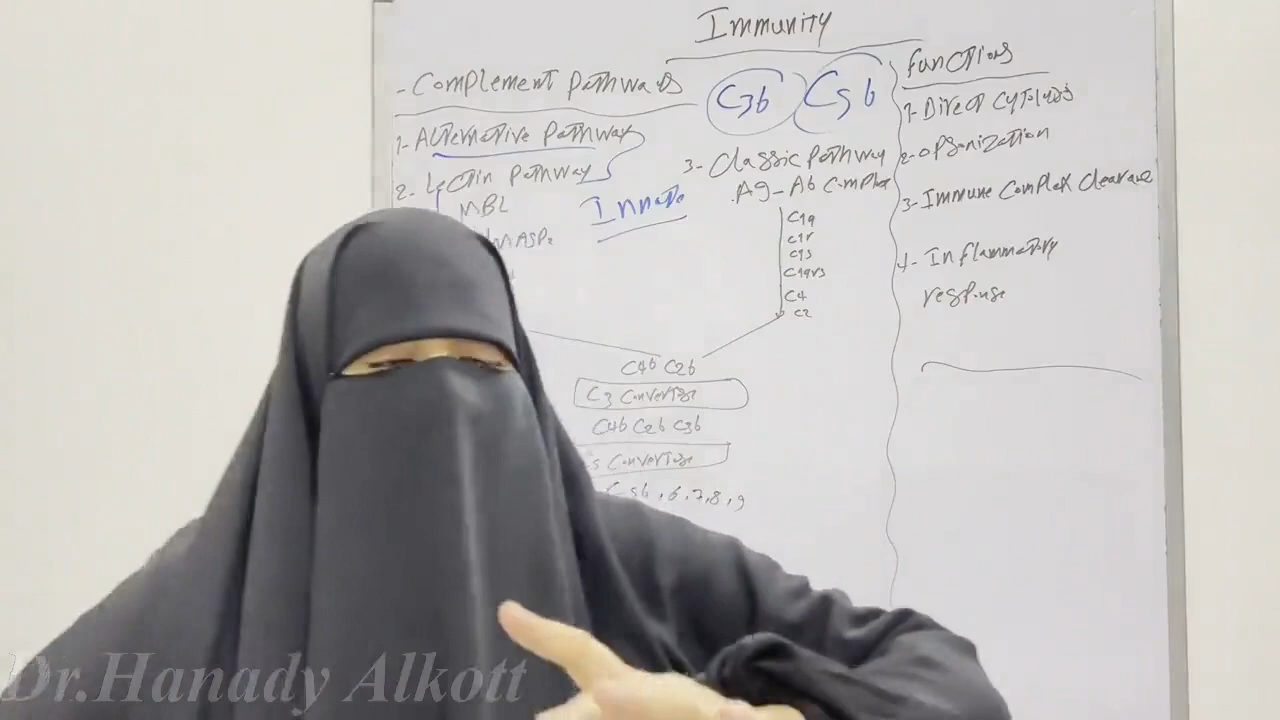 Immunity
- Complement Pathways
1- Alternative Pathway
2- Lectin Pathway
MBL
MASP2
Innate
C3b
C5b
3- Classic Pathway
Ag-Ab Complex
C1q
C1r
C1s
C1qrs
C4
C2
C4b C2b
C3 Convertase
C4b C2b C3b
5 Convertase
C5b, 6, 7, 8, 9
Functions
1- Direct Cytolysis
2- Opsonization
3- Immune Complex Clearance
4- Inflammatory
response
Dr.Hanady Alkott